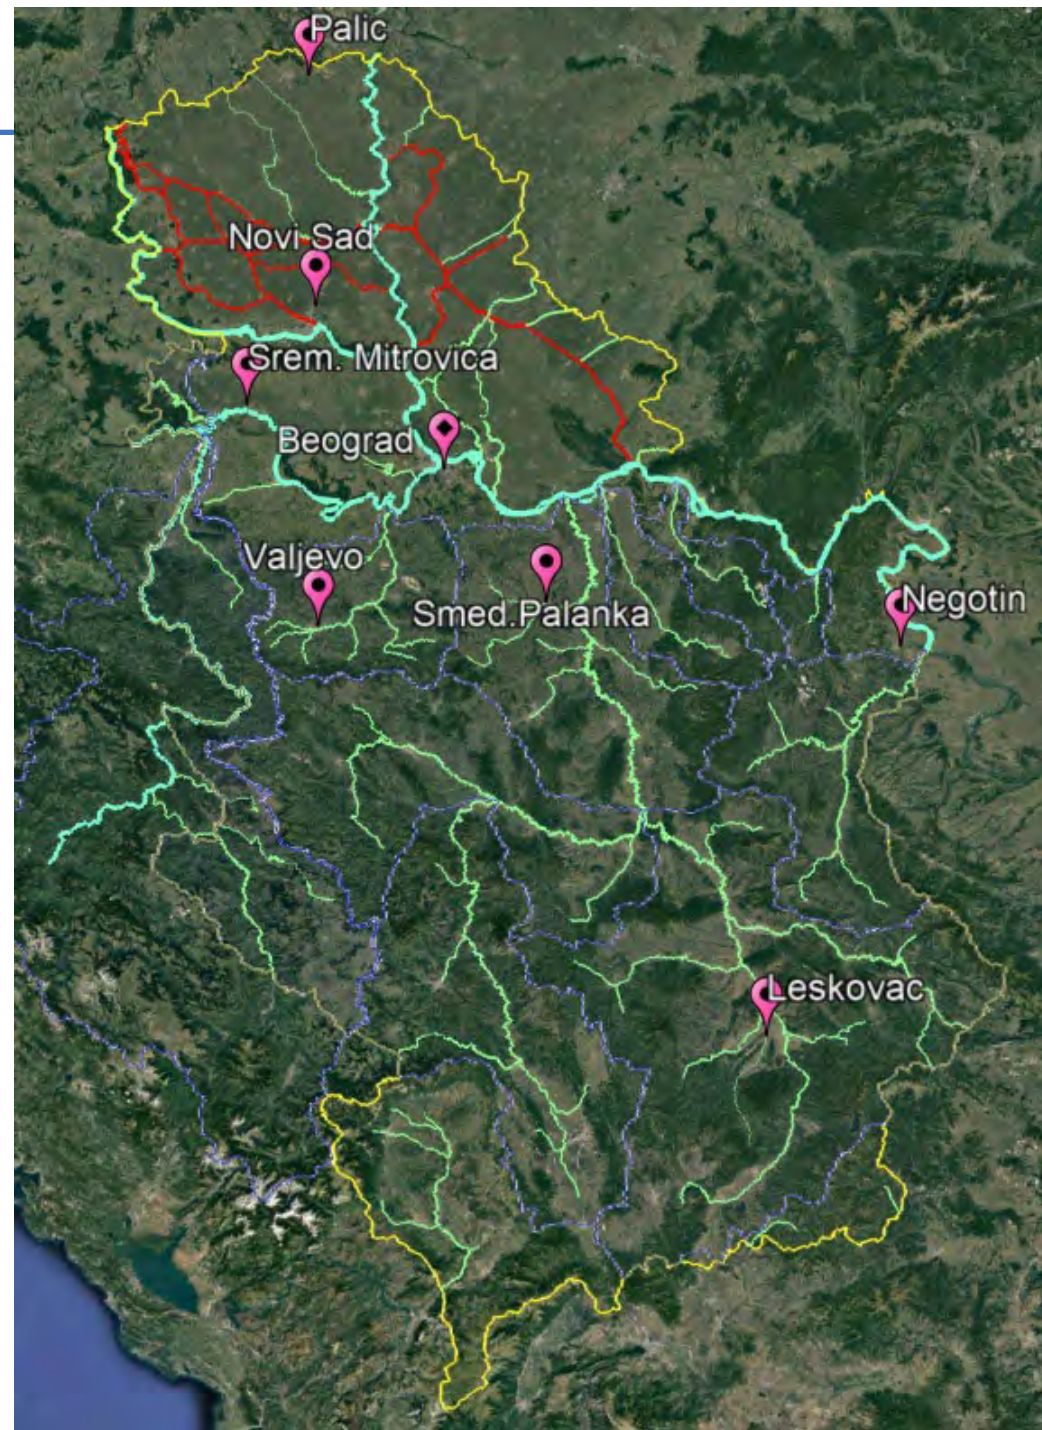 Palic
Novi Sad
Srem. Mitrovica
Beograd
Valjevo
Smed.Palanka
Negotin
Leskovac